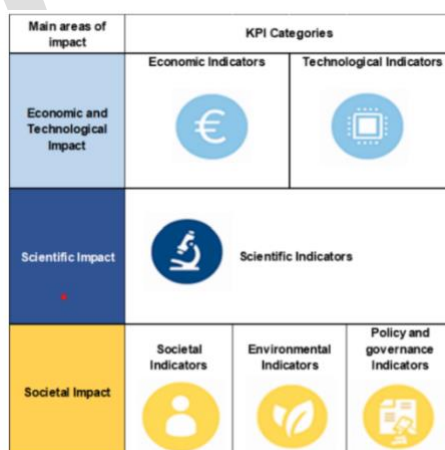 Main areas of
impact
KPI Categories
Economic Indicators
Technological Indicators
Economic and
Technological
Impact
€
Scientific Impact
Scientific Indicators
Societal Impact
Societal
Indicators
Environmental
Indicators
Policy and
governance
Indicators